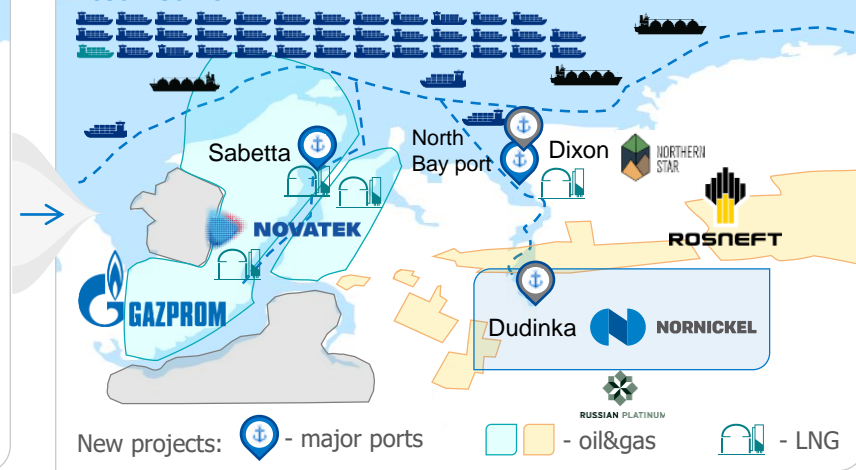 Sabetta
North
Bay port
Dixon
NORTHERN
STAR
NOVATEK
ROSNEFT
GAZPROM
Dudinka
NORNICKEL
RUSSIAN PLATINUM
New projects:
- major ports
- oil&gas
- LNG